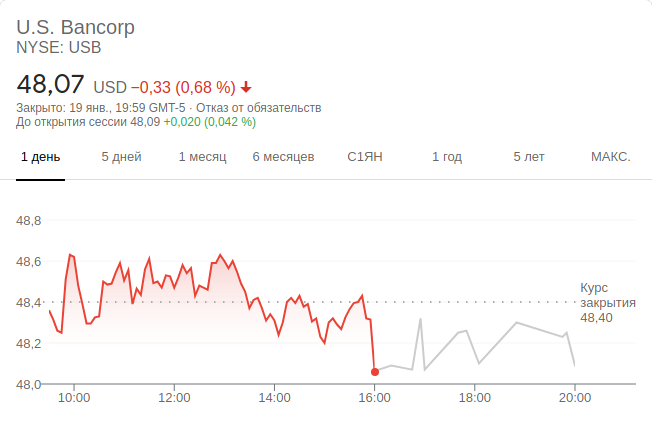 U.S. Bancorp
NYSE: USB
48,07 USD −0,33 (0,68 %)
Закрыто: 19 янв., 19:59 GMT-5 · Отказ от обязательств
До открытия сессии 48,09 +0,020 (0,042 %)
1 день 5 дней 1 месяц 6 месяцев С1ЯН 1 год 5 лет МАКС.
48,8
48,6
48,4
48,2
48,0
Курс
закрытия
48,40
10:00 12:00 14:00 16:00 18:00 20:00